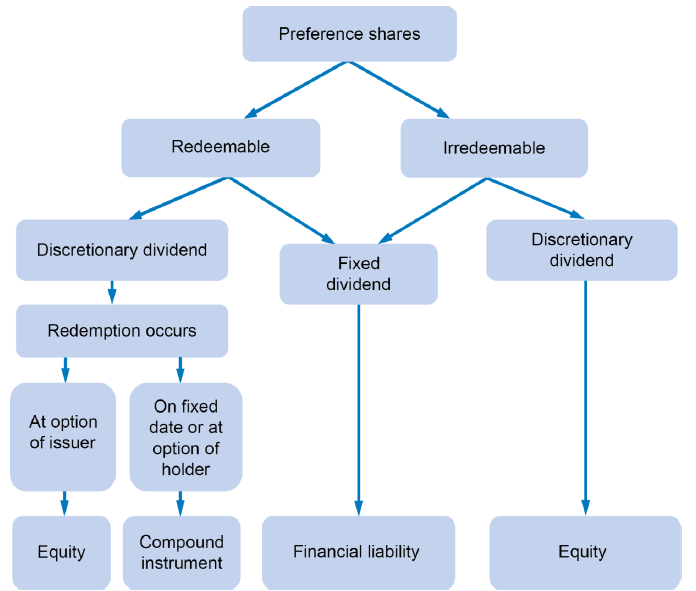 Preference shares
Redeemable
Irredeemable
Discretionary dividend
Fixed
dividend
Discretionary
dividend
Redemption occurs
At option
of issuer
On fixed
date or at
option of
holder
Equity
Compound
instrument
Financial liability
Equity